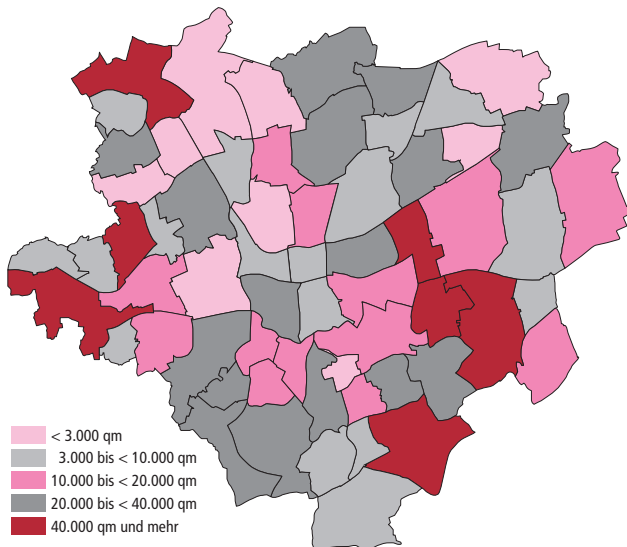 < 3.000 qm
3.000 bis < 10.000 qm
10.000 bis < 20.000 qm
20.000 bis < 40.000 qm
40.000 qm und mehr